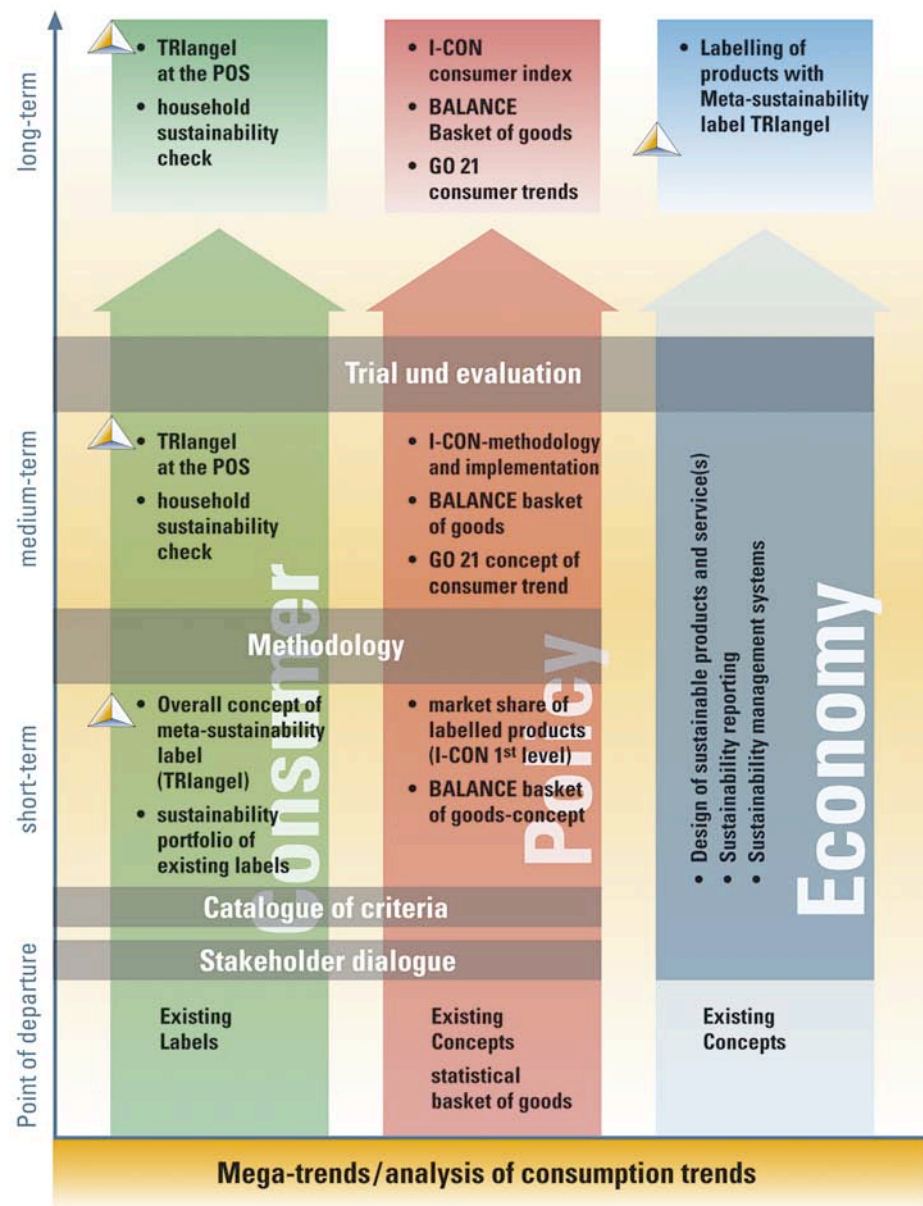 long-term
• TRIangel
at the POS
• household
sustainability
check
• I-CON
consumer index
• BALANCE
Basket of goods
• GO 21
consumer trends
• Labelling of
products with
Meta-sustainability
label TRIangel
Trial und evaluation
medium-term
• TRIangel
at the POS
• household
sustainability
check
• I-CON-methodology
and implementation
• BALANCE basket
of goods
• GO 21 concept of
consumer trend
Methodology
short-term
• Overall concept of
meta-sustainability
label
(TRIangel)
• sustainability
portfolio of
existing labels
• market share of
labelled products
(I-CON 1st level)
• BALANCE basket
of goods-concept
• Design of sustainable products and service(s)
• Sustainability reporting
• Sustainability management systems
Consumer
Policy
Economy
Catalogue of criteria
Stakeholder dialogue
Point of departure
Existing
Labels
Existing
Concepts
statistical
basket of goods
Existing
Concepts
Mega-trends/analysis of consumption trends